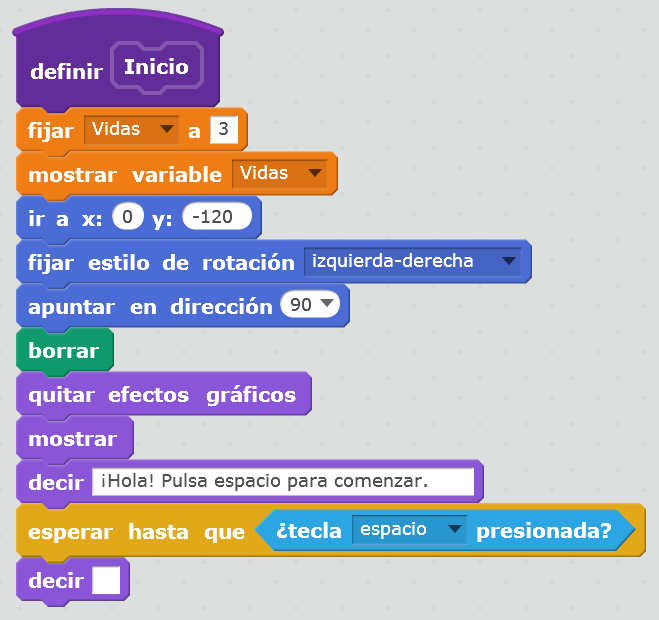 definir Inicio
fijar Vidas a 3
mostrar variable Vidas
ir a x: 0 y: -120
fijar estilo de rotación izquierda-derecha
apuntar en dirección 90
borrar
quitar efectos gráficos
mostrar
decir ¡Hola! Pulsa espacio para comenzar.
esperar hasta que ¿tecla espacio presionada?
decir